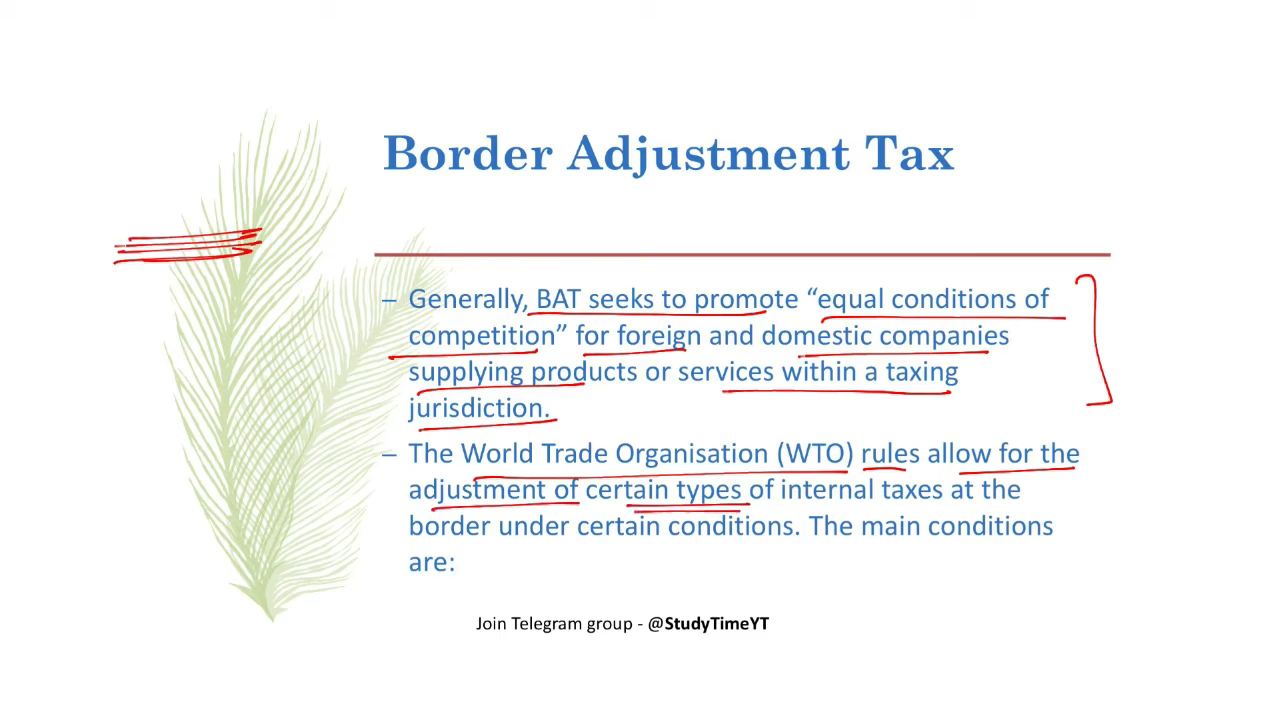 Border Adjustment Tax
– Generally, BAT seeks to promote “equal conditions of
competition” for foreign and domestic companies
supplying products or services within a taxing
jurisdiction.
– The World Trade Organisation (WTO) rules allow for the
adjustment of certain types of internal taxes at the
border under certain conditions. The main conditions
are:
Join Telegram group - @StudyTimeYT